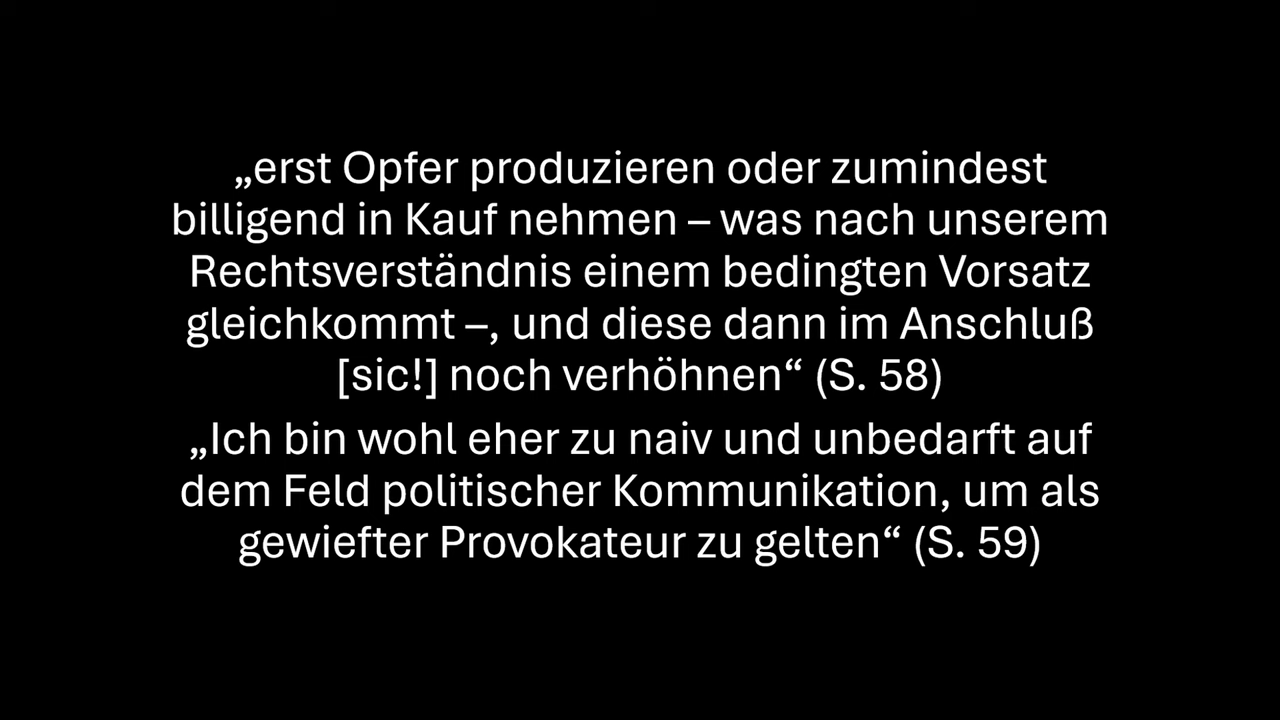 „erst Opfer produzieren oder zumindest
billigend in Kauf nehmen – was nach unserem
Rechtsverständnis einem bedingten Vorsatz
gleichkommt –, und diese dann im Anschluß
[sic!] noch verhöhnen“ (S. 58)
„Ich bin wohl eher zu naiv und unbedarft auf
dem Feld politischer Kommunikation, um als
gewiefter Provokateur zu gelten“ (S. 59)